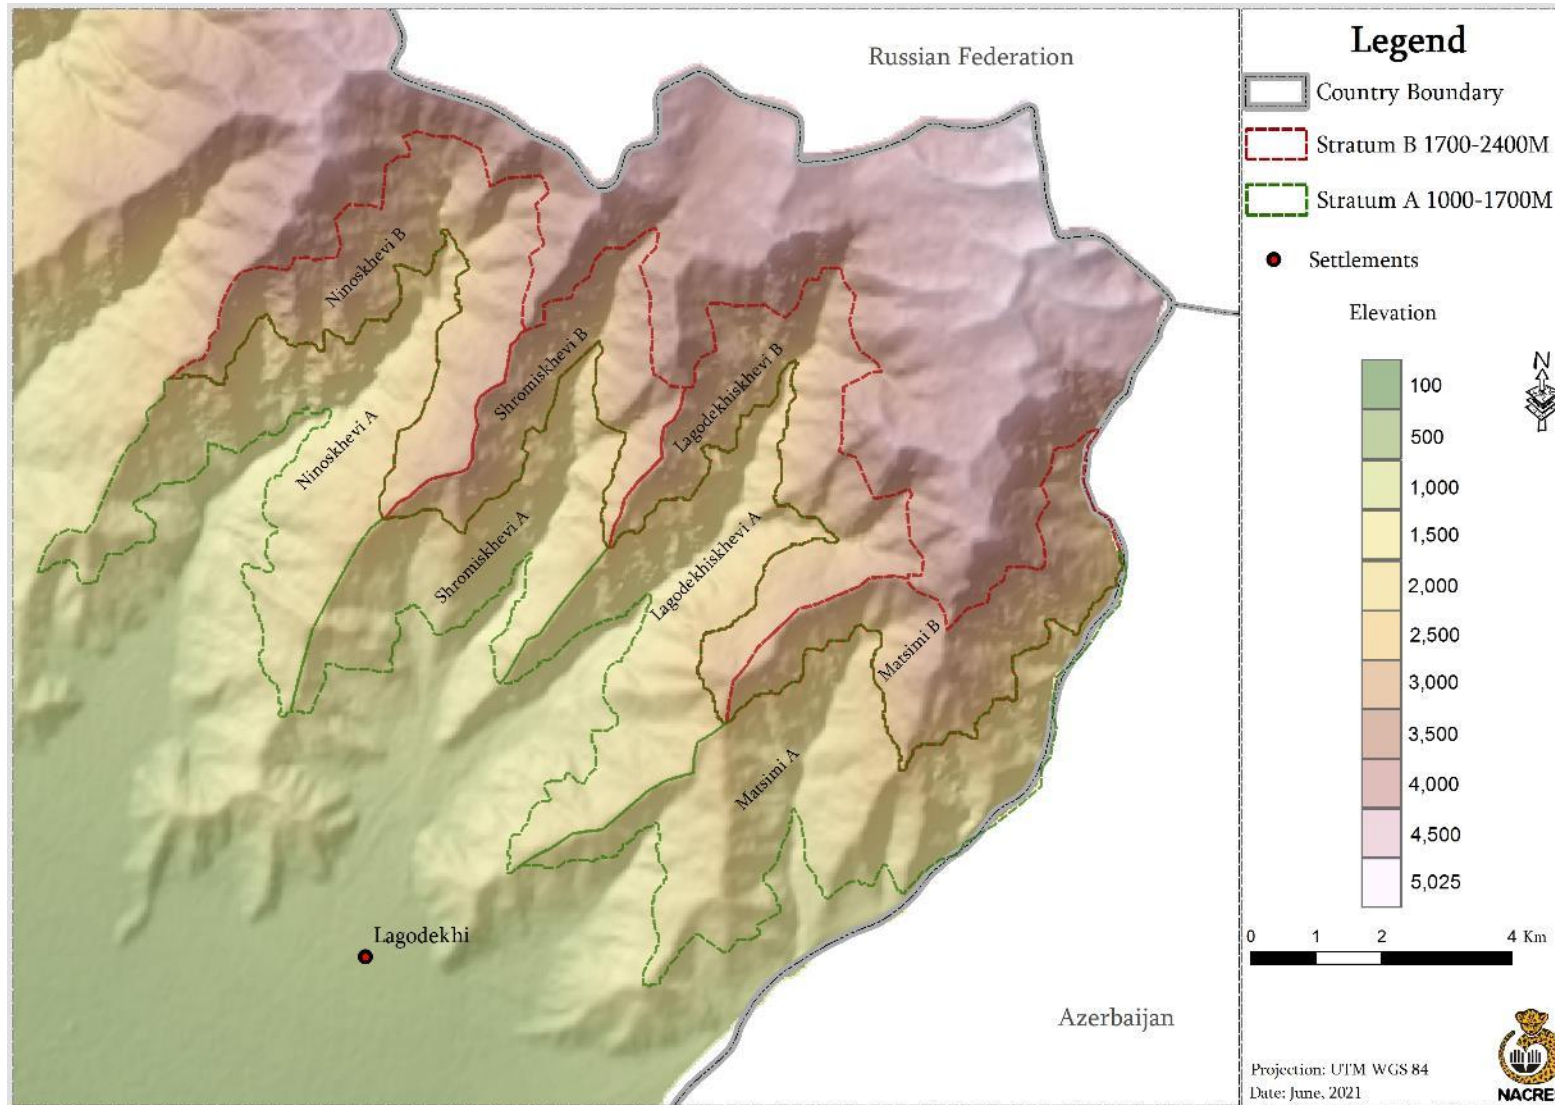 Russian Federation
Ninoskhevi B
Shromiskhevi B
Lagodekhiskhevi B
Ninoskhevi A
Shromiskhevi A
Lagodekhiskhevi A
Matsimi B
Matsimi A
Lagodekhi
Azerbaijan
Legend
Country Boundary
Stratum B 1700-2400M
Stratum A 1000-1700M
Settlements
Elevation
N
100
500
1,000
1,500
2,000
2,500
3,000
3,500
4,000
4,500
5,025
0 1 2 4 Km
Projection: UTM WGS 84
Date: June, 2021
NACRE